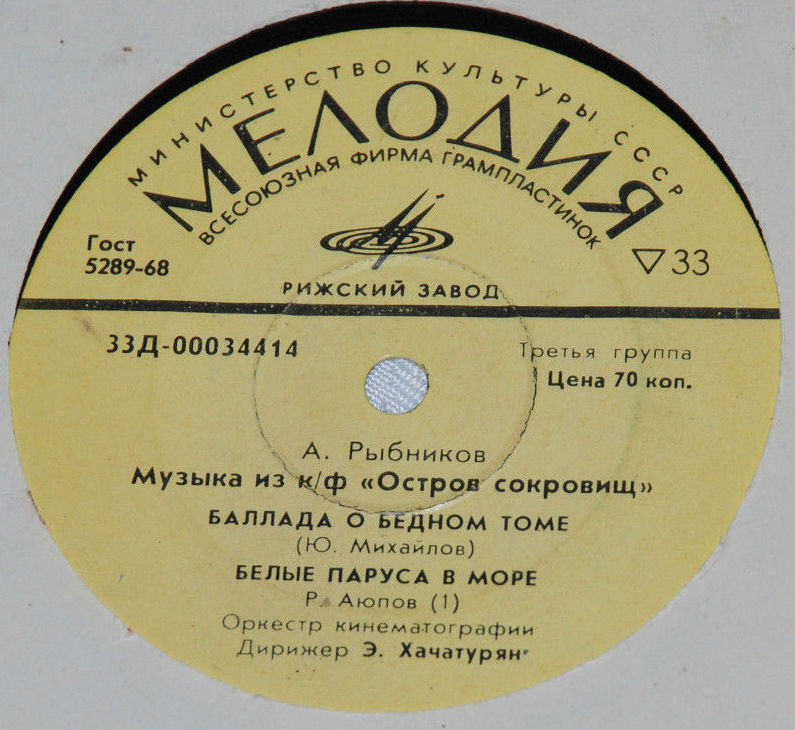 МИНИСТЕРСТВО КУЛЬТУРЫ СССР
МЕЛОДИЯ
ВСЕСОЮЗНАЯ ФИРМА ГРАМПЛАСТИНОК
Гост
5289-68
▽33
РИЖСКИЙ ЗАВОД
33Д-00034414
Третья группа
Цена 70 коп.
А. Рыбников
Музыка из к/ф «Остров сокровищ»
БАЛЛАДА О БЕДНОМ ТОМЕ
(Ю. Михайлов)
БЕЛЫЕ ПАРУСА В МОРЕ
Р. Аюпов (1)
Оркестр кинематографии
Дирижер Э. Хачатурян